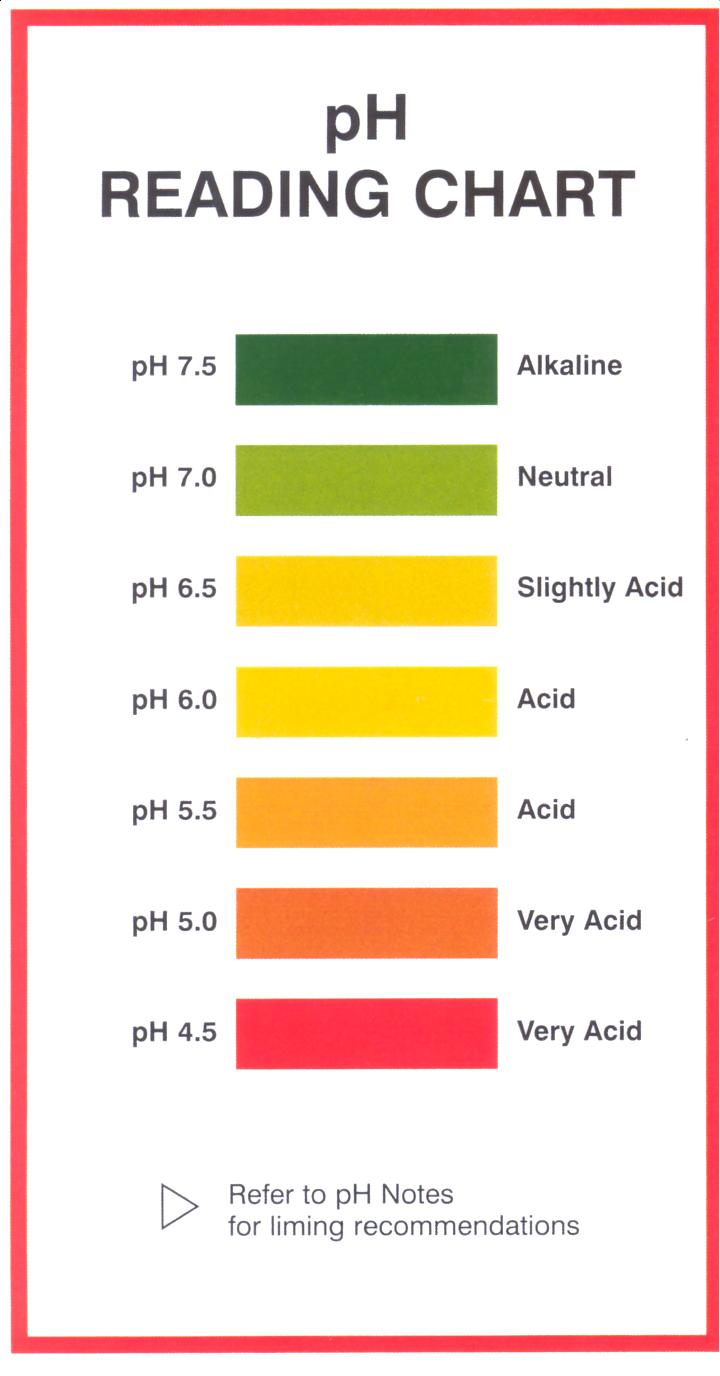 pH
READING CHART
pH 7.5 Alkaline
pH 7.0 Neutral
pH 6.5 Slightly Acid
pH 6.0 Acid
pH 5.5 Acid
pH 5.0 Very Acid
pH 4.5 Very Acid
Refer to pH Notes
for liming recommendations